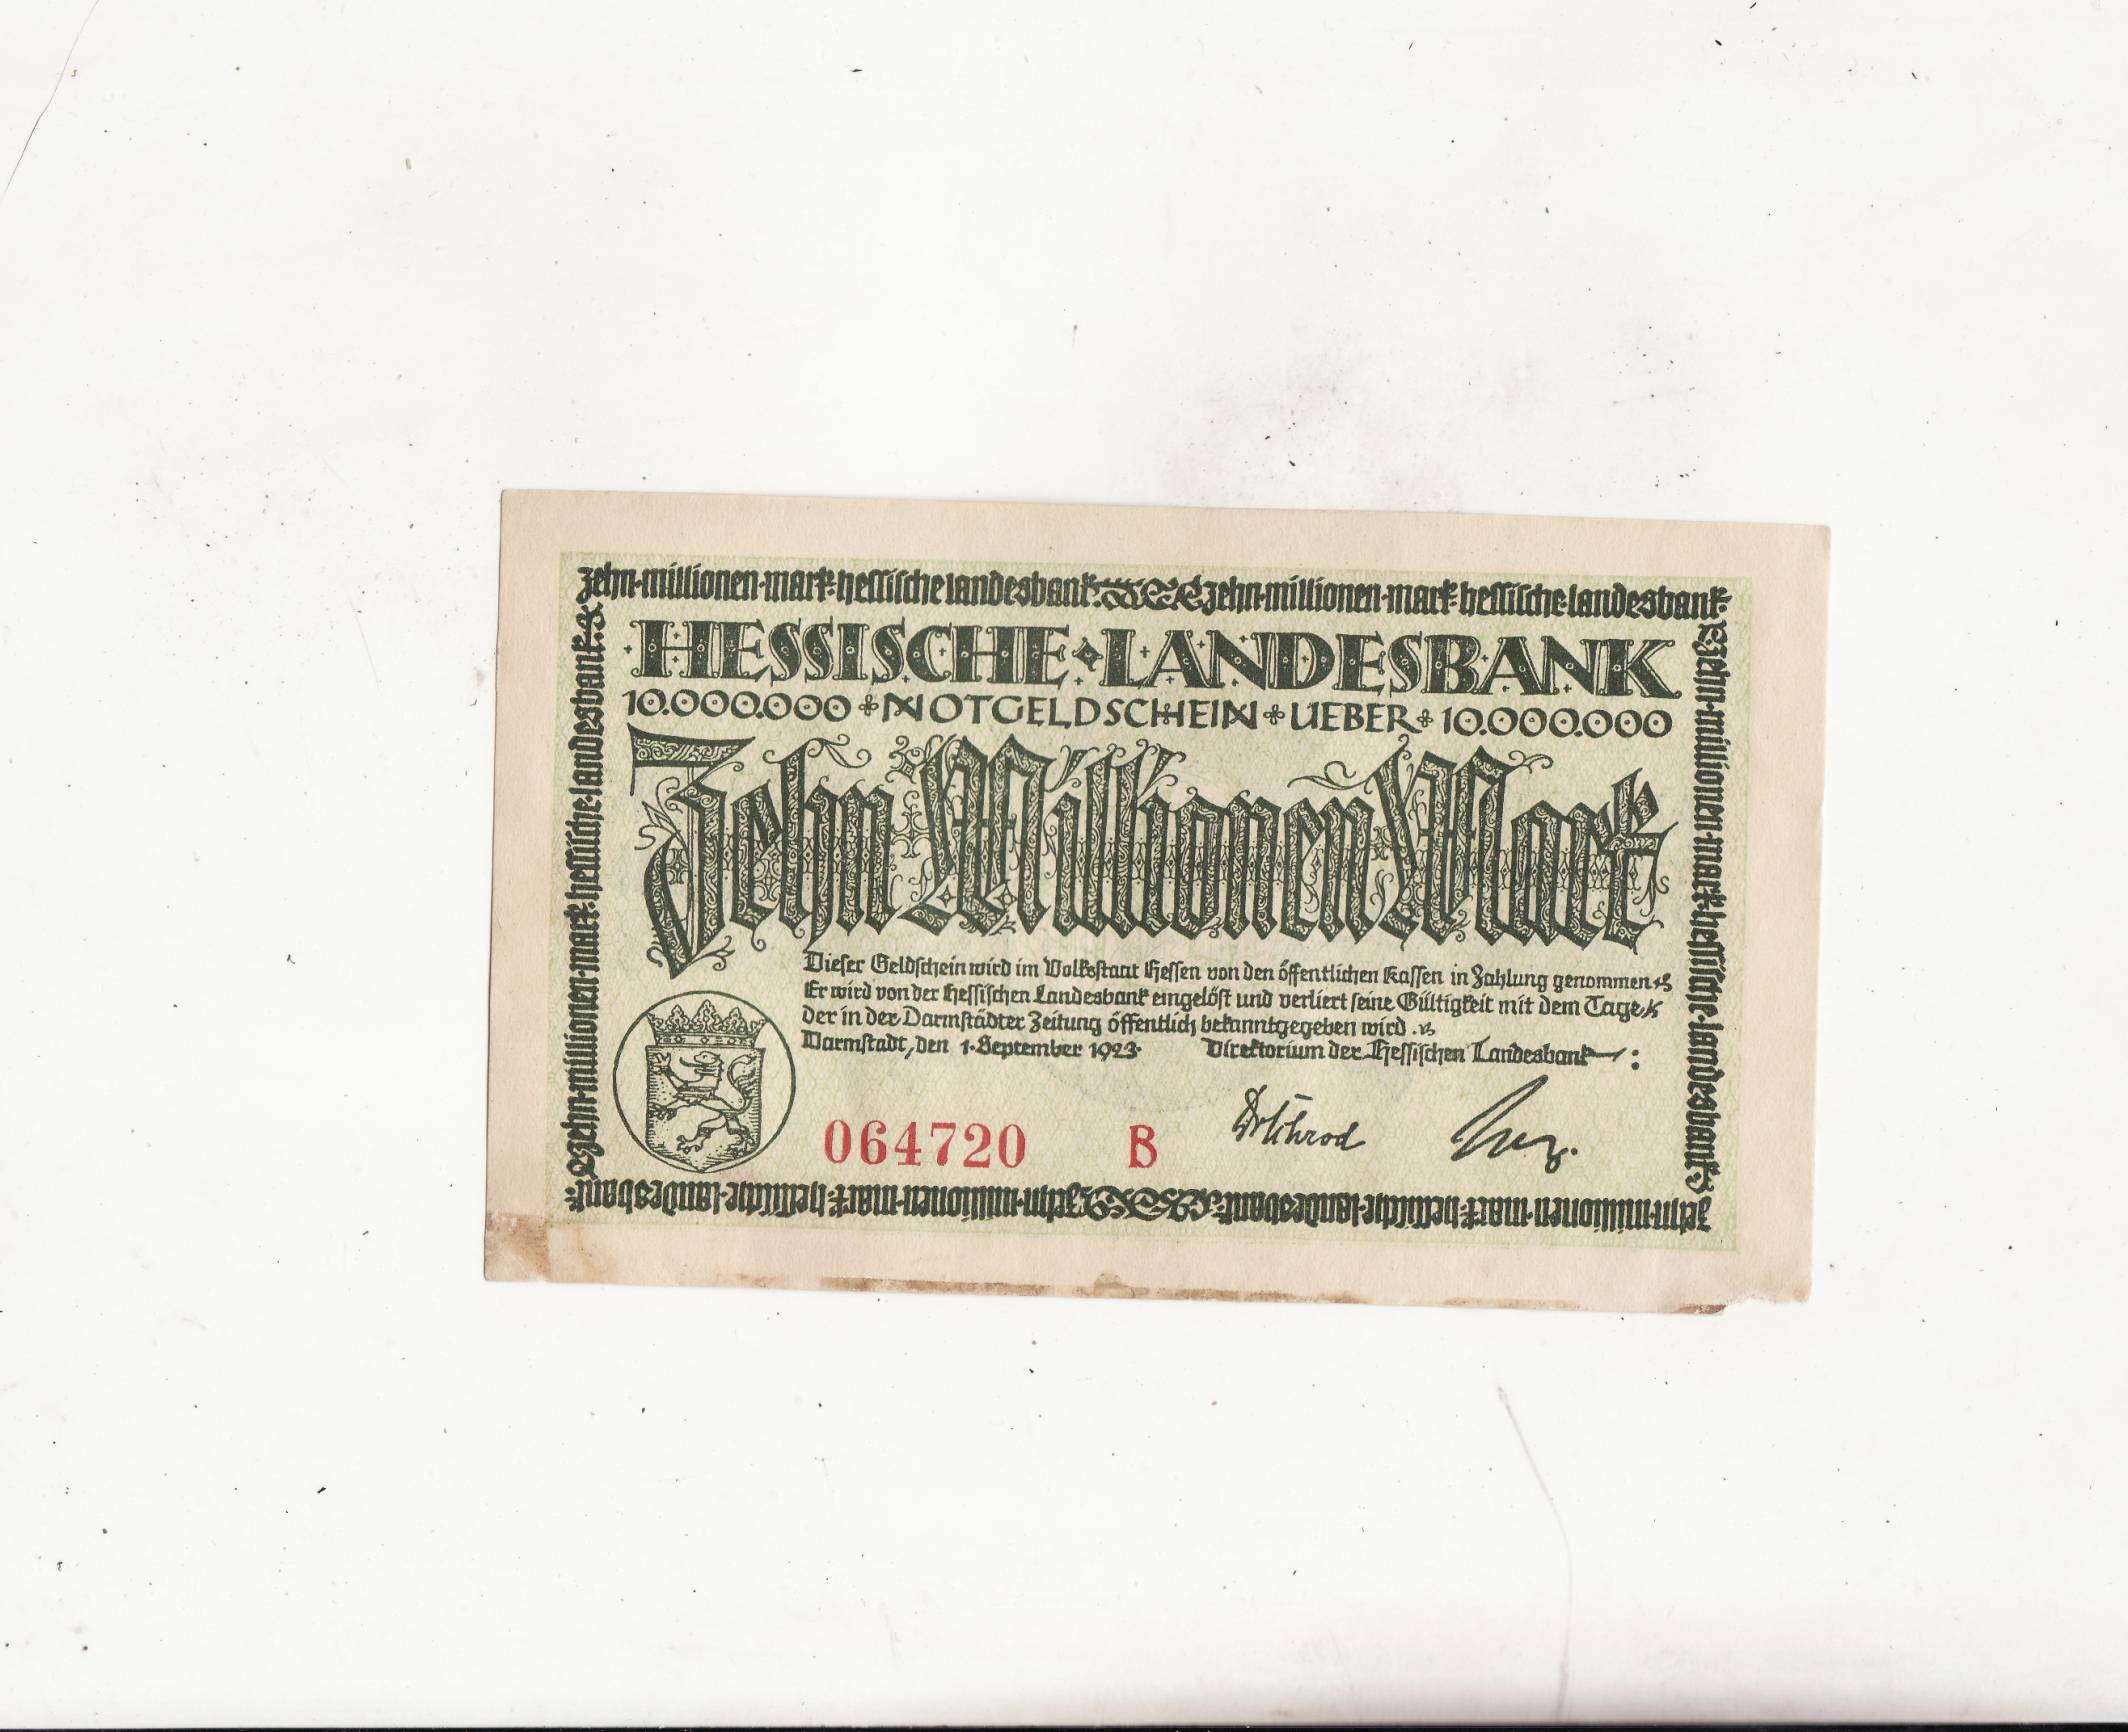 zehn·millionen·mark·hessische landesbank· zehn·millionen·mark·hessische·landesbank·
HESSISCHE·LANDESBANK
10.000.000 NOTGELDSCHEIN UEBER 10.000.000
Zehn Millionen Mark
Dieser Geldschein wird im Volksstaat Hessen von den öffentlichen Kassen in Zahlung genommen
Er wird von der Hessischen Landesbank eingelöst und verliert seine Gültigkeit mit dem Tage
der in der Darmstädter Zeitung öffentlich bekanntgegeben wird.
Darmstadt, den 1. September 1923. Direktorium der Hessischen Landesbank:
064720 B
zehn·millionen·mark·hessische·landesbank·
zehn·millionen·mark·hessische·landesbank·
zehn·millionen·mark·hessische·landesbank· zehn·millionen·mark·hessische·landesbank·